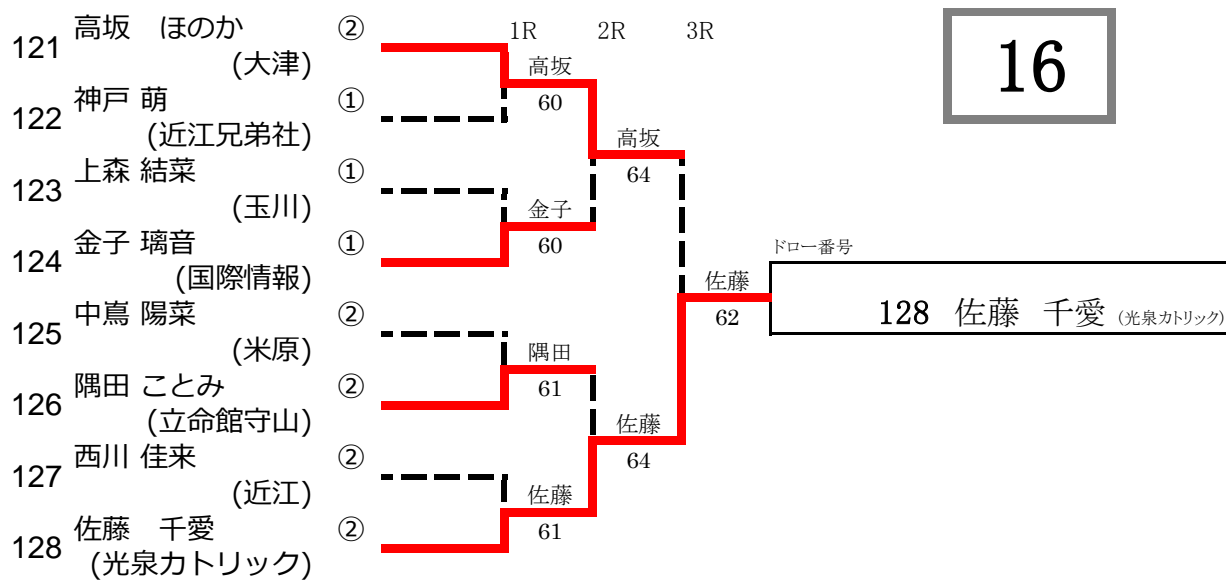 1R 2R 3R
16
121 高坂　ほのか ②
(大津)
高坂
60
122 神戸 萌 ①
(近江兄弟社)
高坂
64
123 上森 結菜 ①
(玉川)
金子
60
124 金子 璃音 ①
(国際情報)
ドロー番号
佐藤
62
128 佐藤 千愛 (光泉カトリック)
125 中嶌 陽菜 ②
(米原)
隅田
61
126 隅田 ことみ ②
(立命館守山)
佐藤
64
127 西川 佳来 ②
(近江)
佐藤
61
128 佐藤　千愛 ②
(光泉カトリック)